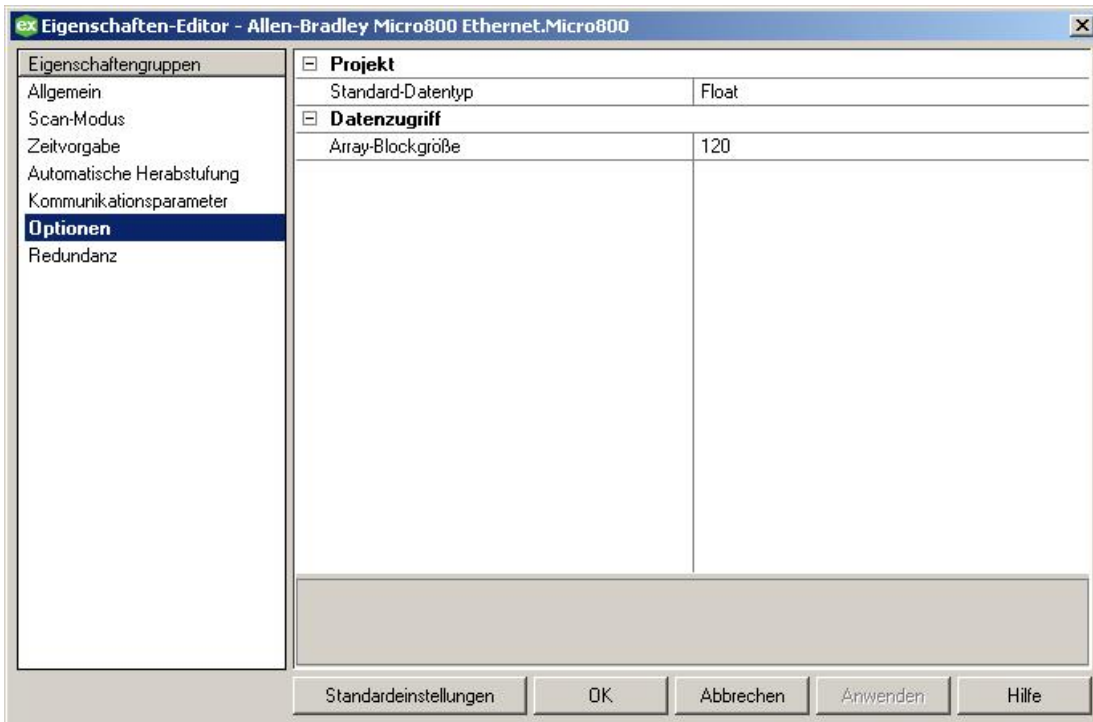 ex Eigenschaften-Editor - Allen-Bradley Micro800 Ethernet.Micro800
Eigenschaftengruppen
Allgemein
Scan-Modus
Zeitvorgabe
Automatische Herabstufung
Kommunikationsparameter
Optionen
Redundanz
Projekt
Standard-Datentyp Float
Datenzugriff
Array-Blockgröße 120
Standardeinstellungen OK Abbrechen Anwenden Hilfe